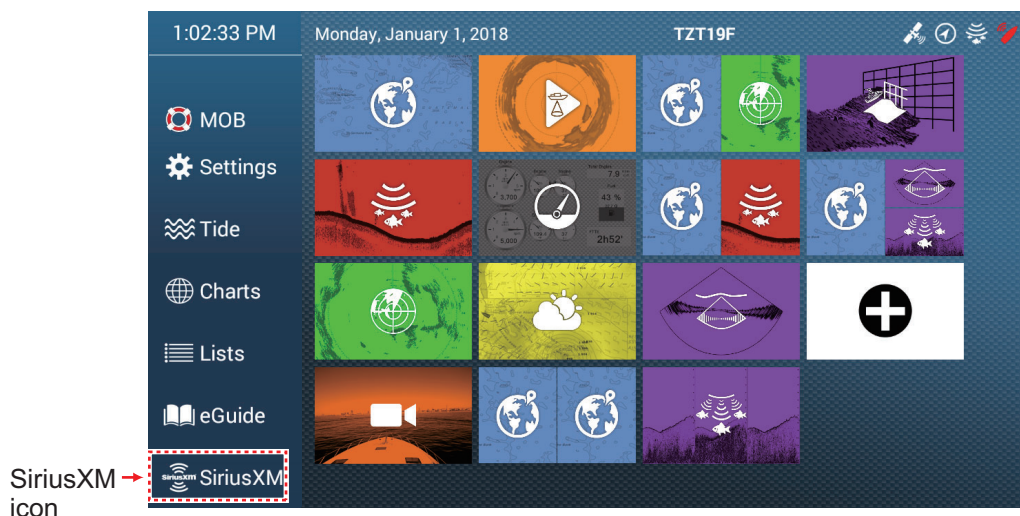 1:02:33 PM
Monday, January 1, 2018
TZT19F
MOB
Settings
Tide
Charts
Lists
eGuide
SiriusXM
SiriusXM
SiriusXM
icon
7.9
3,700
43 %
5,000
2h52'